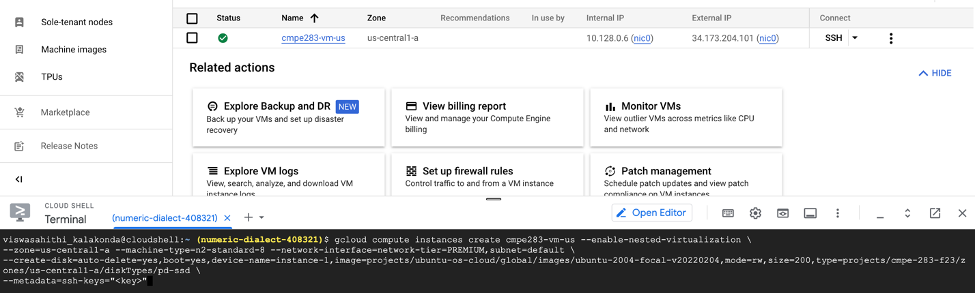 Sole-tenant nodes
Machine images
TPUs
Marketplace
Release Notes
Status Name Zone Recommendations In use by Internal IP External IP Connect
cmpe283-vm-us us-central1-a 10.128.0.6 (nic0) 34.173.204.101 (nic0) SSH
Related actions
HIDE
Explore Backup and DR NEW
Back up your VMs and set up disaster
recovery
View billing report
View and manage your Compute Engine
billing
Monitor VMs
View outlier VMs across metrics like CPU
and network
Explore VM logs
View, search, analyze, and download VM
instance logs
Set up firewall rules
Control traffic to and from a VM instance
Patch management
Schedule patch updates and view patch
compliance on VM instances
CLOUD SHELL
Terminal (numeric-dialect-408321) Open Editor
viswasahithi_kalakonda@cloudshell:~ (numeric-dialect-408321)$ gcloud compute instances create cmpe283-vm-us --enable-nested-virtualization \
--zone=us-central1-a --machine-type=n2-standard-8 --network-interface=network-tier=PREMIUM,subnet=default \
--create-disk=auto-delete=yes,boot=yes,device-name=instance-1,image=projects/ubuntu-os-cloud/global/images/ubuntu-2004-focal-v20220204,mode=rw,size=200,type=projects/cmpe-283-f23/z
ones/us-central1-a/diskTypes/pd-ssd \
--metadata=ssh-keys="<key>"